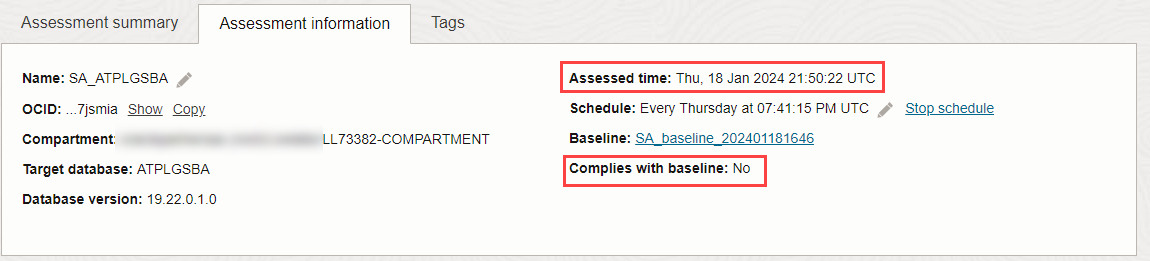 Assessment summary Assessment information Tags
Name: SA_ATPLGSBA
OCID: ...7jsmia Show Copy
Compartment: LL73382-COMPARTMENT
Target database: ATPLGSBA
Database version: 19.22.0.1.0
Assessed time: Thu, 18 Jan 2024 21:50:22 UTC
Schedule: Every Thursday at 07:41:15 PM UTC Stop schedule
Baseline: SA_baseline_202401181646
Complies with baseline: No